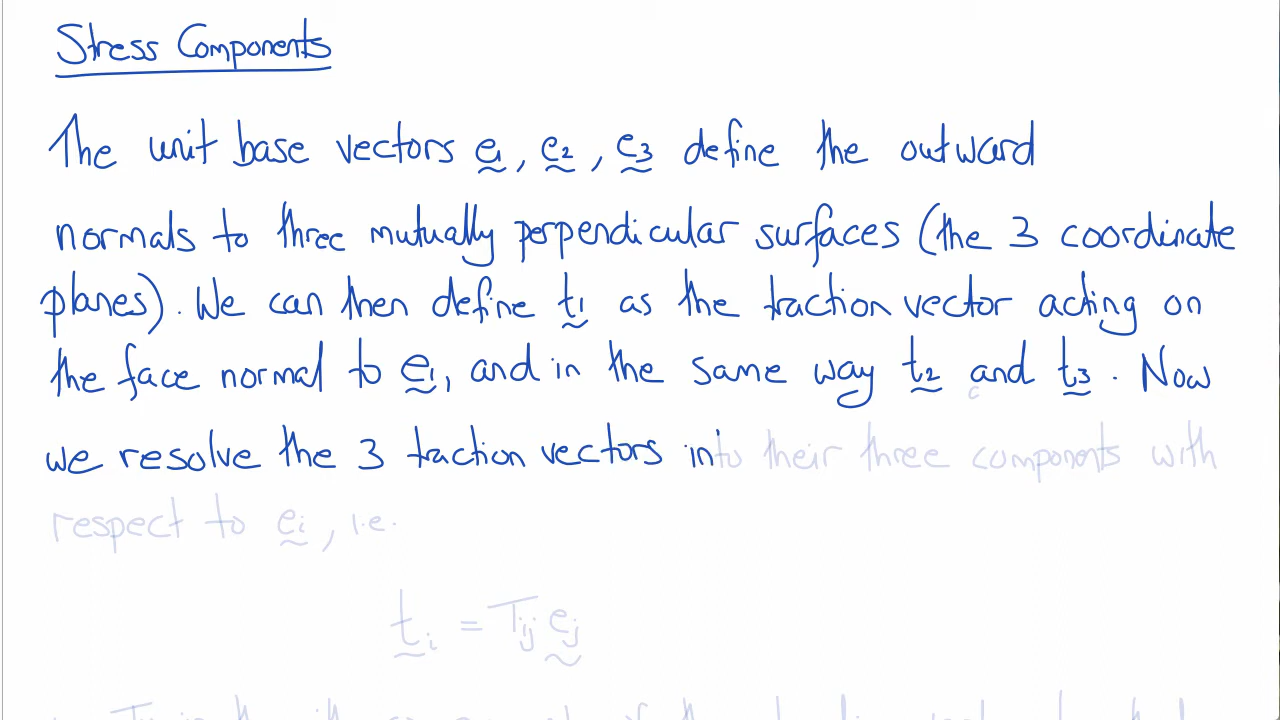 Stress Components
The unit base vectors e1, e2, e3 define the outward
normals to three mutually perpendicular surfaces (the 3 coordinate
planes). We can then define t1 as the traction vector acting on
the face normal to e1, and in the same way t2 and t3. Now
we resolve the 3 traction vectors into their three components with
respect to ei, i.e.
ti = Tij ej